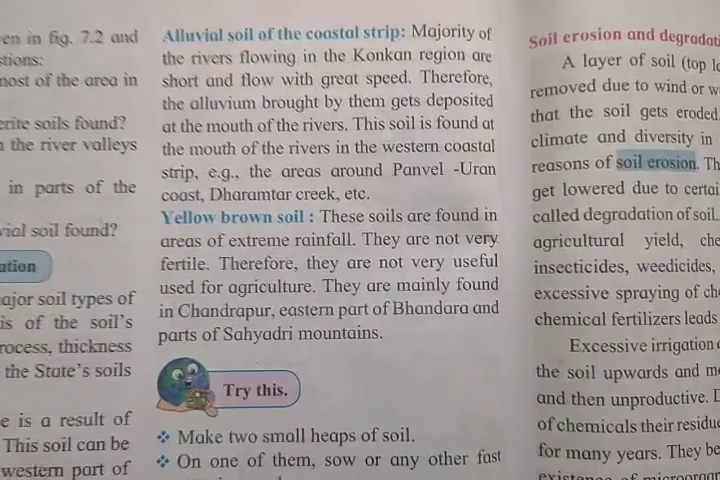 en in fig. 7.2 and
stions:
most of the area in
erite soils found?
the river valleys
in parts of the
vial soil found?
ation
ajor soil types of
is of the soil's
rocess, thickness
the State's soils
e is a result of
This soil can be
western part of
Alluvial soil of the coastal strip: Majority of
the rivers flowing in the Konkan region are
short and flow with great speed. Therefore,
the alluvium brought by them gets deposited
at the mouth of the rivers. This soil is found at
the mouth of the rivers in the western coastal
strip, e.g., the areas around Panvel -Uran
coast, Dharamtar creek, etc.
Yellow brown soil : These soils are found in
areas of extreme rainfall. They are not very
fertile. Therefore, they are not very useful
used for agriculture. They are mainly found
in Chandrapur, eastern part of Bhandara and
parts of Sahyadri mountains.
Try this.
❖ Make two small heaps of soil.
❖ On one of them, sow or any other fast
Soil erosion and degradati
A layer of soil (top la
removed due to wind or w
that the soil gets eroded.
climate and diversity in
reasons of soil erosion. Th
get lowered due to certai
called degradation of soil.
agricultural yield, che
insecticides, weedicides,
excessive spraying of che
chemical fertilizers leads
Excessive irrigation
the soil upwards and m
and then unproductive. D
of chemicals their residue
for many years. They be
existence of microorgan